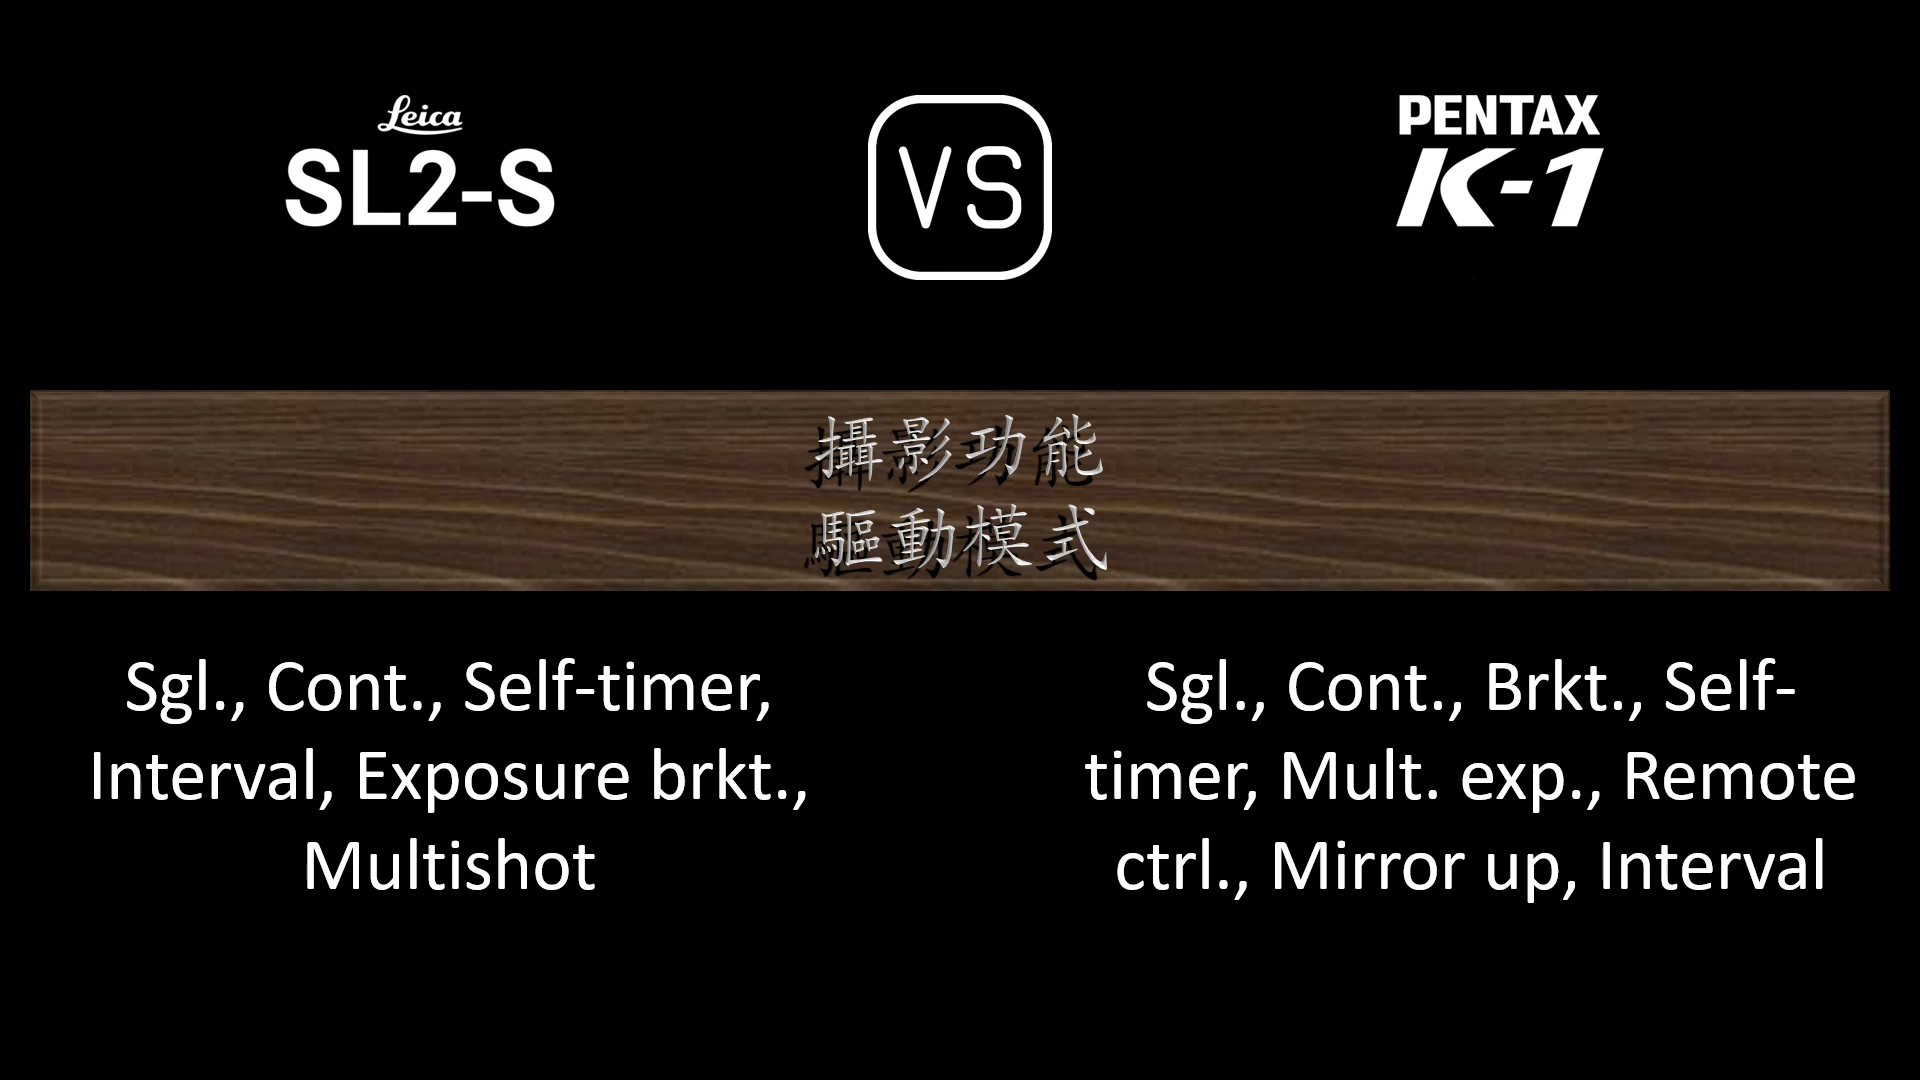 Leica
SL2-S
VS
PENTAX
K-1
攝影功能
驅動模式
Sgl., Cont., Self-timer,
Interval, Exposure brkt.,
Multishot
Sgl., Cont., Brkt., Self-
timer, Mult. exp., Remote
ctrl., Mirror up, Interval